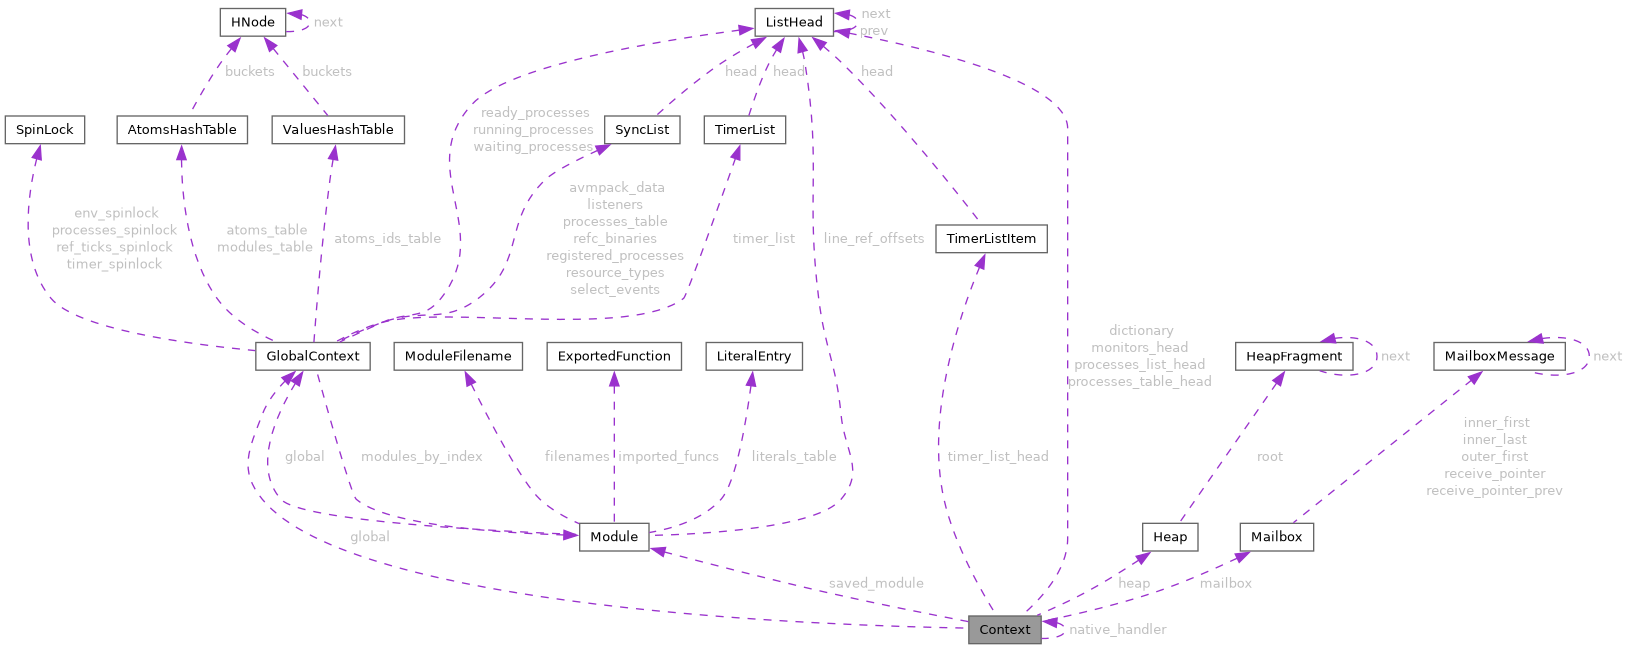 HNode
next
ListHead
next
prev
buckets
buckets
head
head
head
SpinLock
AtomsHashTable
ValuesHashTable
ready_processes
running_processes
waiting_processes
SyncList
TimerList
env_spinlock
processes_spinlock
ref_ticks_spinlock
timer_spinlock
atoms_table
modules_table
atoms_ids_table
avmpack_data
listeners
processes_table
refc_binaries
registered_processes
resource_types
select_events
timer_list
line_ref_offsets
TimerListItem
dictionary
monitors_head
processes_list_head
processes_table_head
GlobalContext
ModuleFilename
ExportedFunction
LiteralEntry
HeapFragment
next
MailboxMessage
next
global
modules_by_index
filenames
imported_funcs
literals_table
timer_list_head
root
inner_first
inner_last
outer_first
receive_pointer
receive_pointer_prev
global
Module
Heap
Mailbox
saved_module
heap
mailbox
Context
native_handler